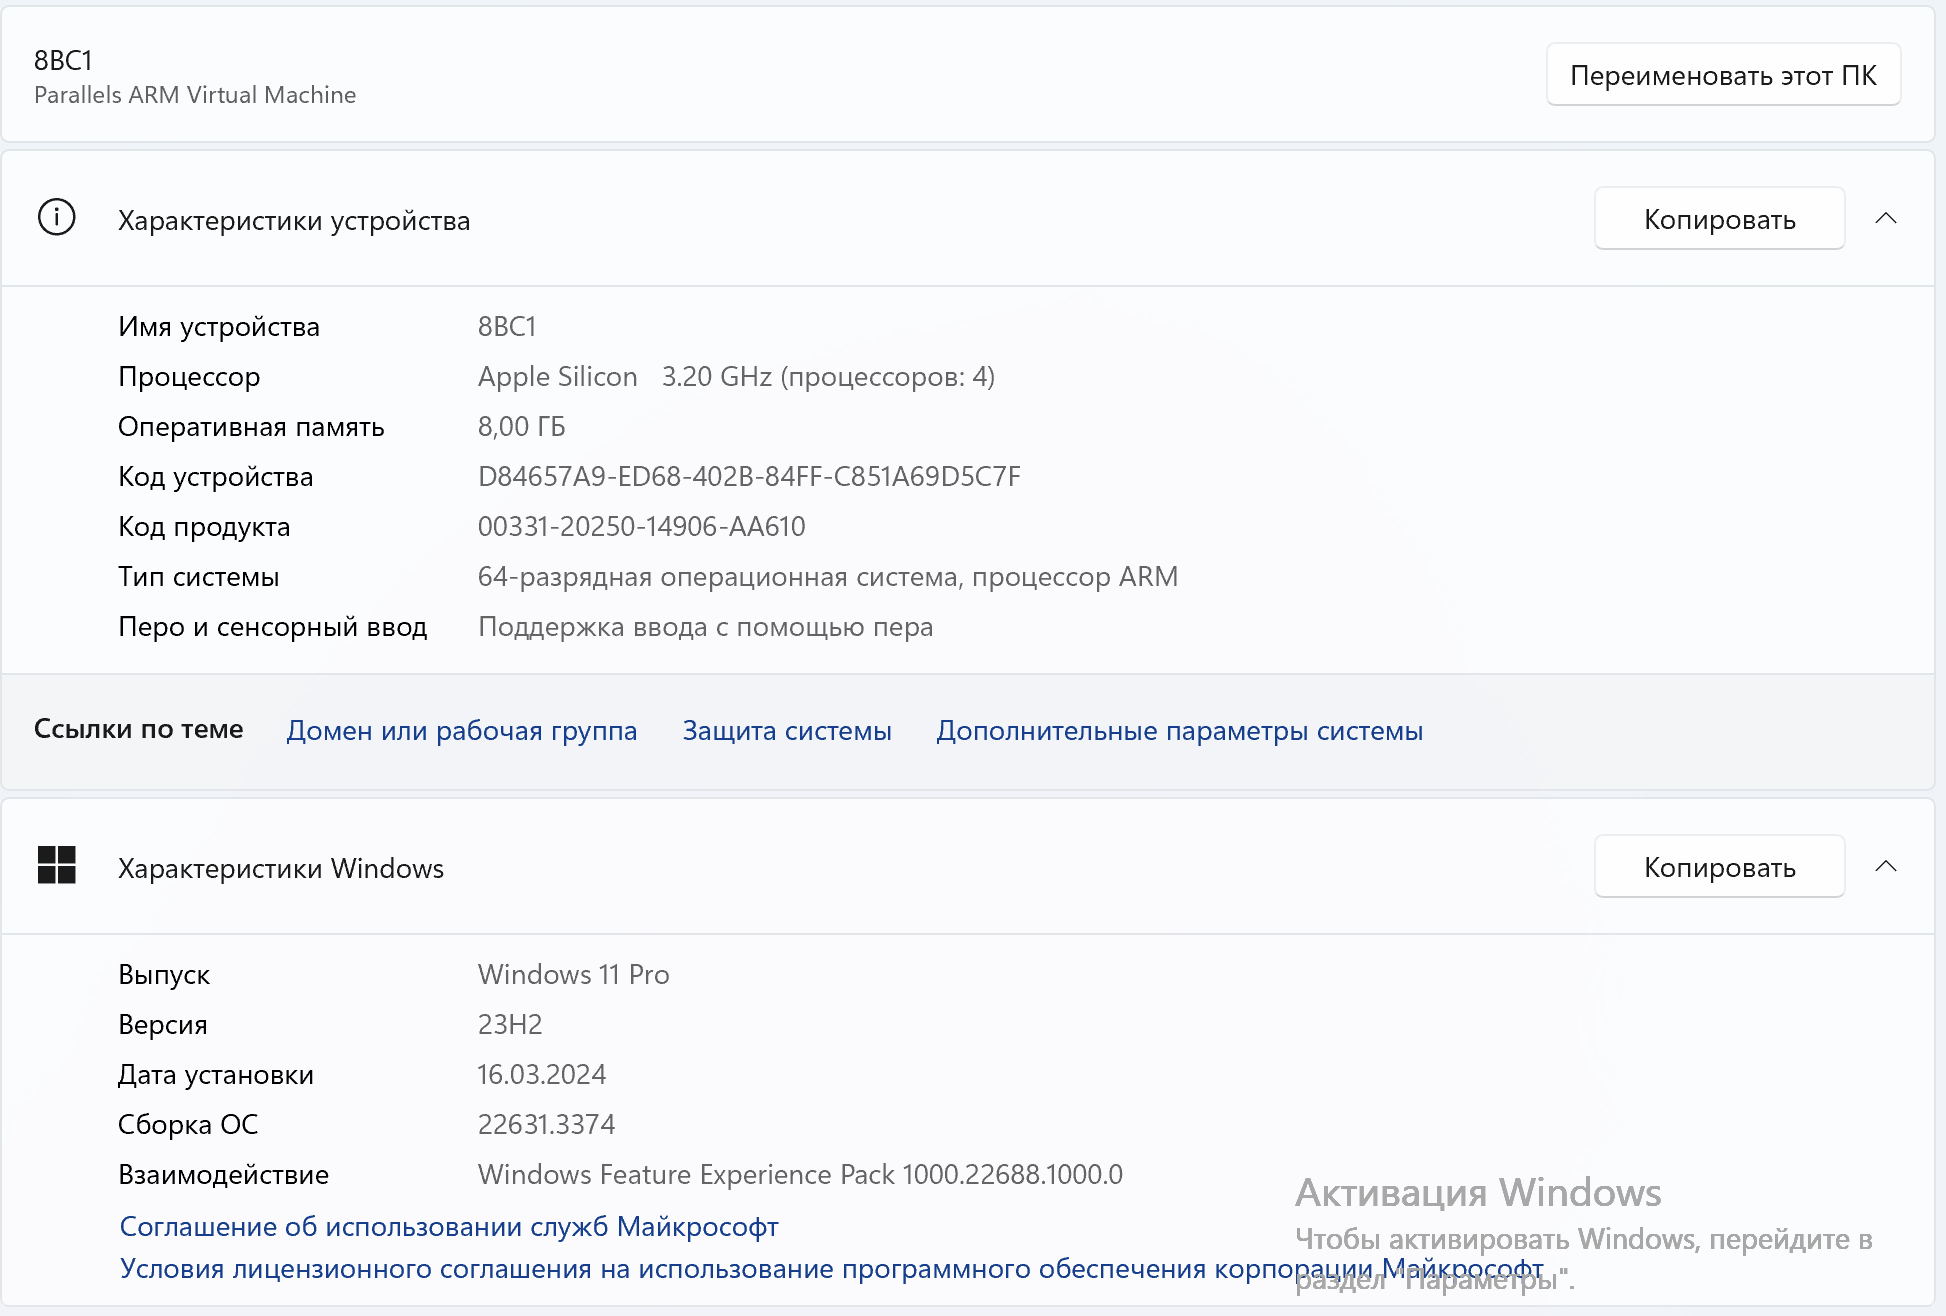 8BC1
Parallels ARM Virtual Machine
Переименовать этот ПК
Характеристики устройства
Копировать
Имя устройства 8BC1
Процессор Apple Silicon 3.20 GHz (процессоров: 4)
Оперативная память 8,00 ГБ
Код устройства D84657A9-ED68-402B-84FF-C851A69D5C7F
Код продукта 00331-20250-14906-AA610
Тип системы 64-разрядная операционная система, процессор ARM
Перо и сенсорный ввод Поддержка ввода с помощью пера
Ссылки по теме Домен или рабочая группа Защита системы Дополнительные параметры системы
Характеристики Windows
Копировать
Выпуск Windows 11 Pro
Версия 23H2
Дата установки 16.03.2024
Сборка ОС 22631.3374
Взаимодействие Windows Feature Experience Pack 1000.22688.1000.0
Соглашение об использовании служб Майкрософт
Условия лицензионного соглашения на использование программного обеспечения корпорации Майкрософт
Активация Windows
Чтобы активировать Windows, перейдите в
раздел "Параметры".